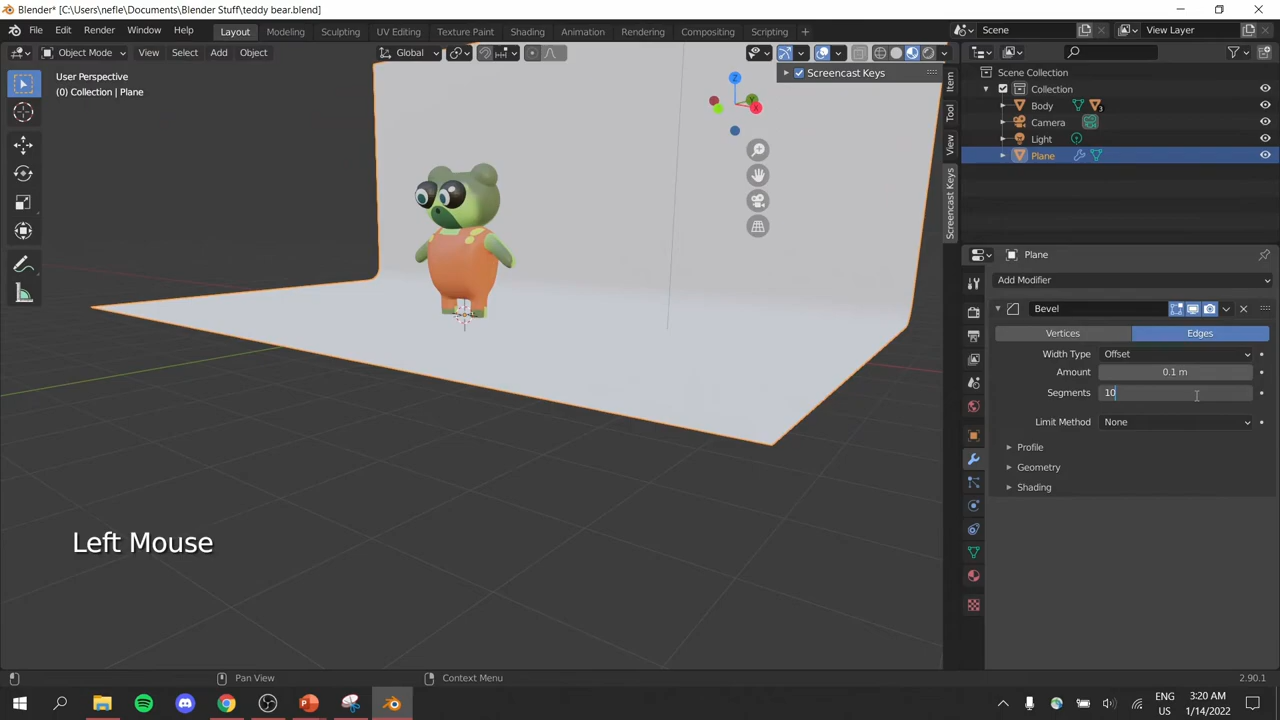 Blender* [C:\Users\nefle\Documents\Blender Stuff\teddy bear.blend]
File Edit Render Window Help Layout Modeling Sculpting UV Editing Texture Paint Shading Animation Rendering Compositing Scripting + Scene View Layer
Object Mode View Select Add Object Global
User Perspective
(0) Collection | Plane
Screencast Keys
Z
Y
X
Item
Tool
View
Screencast Keys
Scene Collection
Collection
Body 3
Camera
Light
Plane
Plane
Add Modifier
Bevel
Vertices Edges
Width Type Offset
Amount 0.1 m
Segments 10
Limit Method None
Profile
Geometry
Shading
Left Mouse
Pan View Context Menu 2.90.1
ENG 3:20 AM
US 1/14/2022